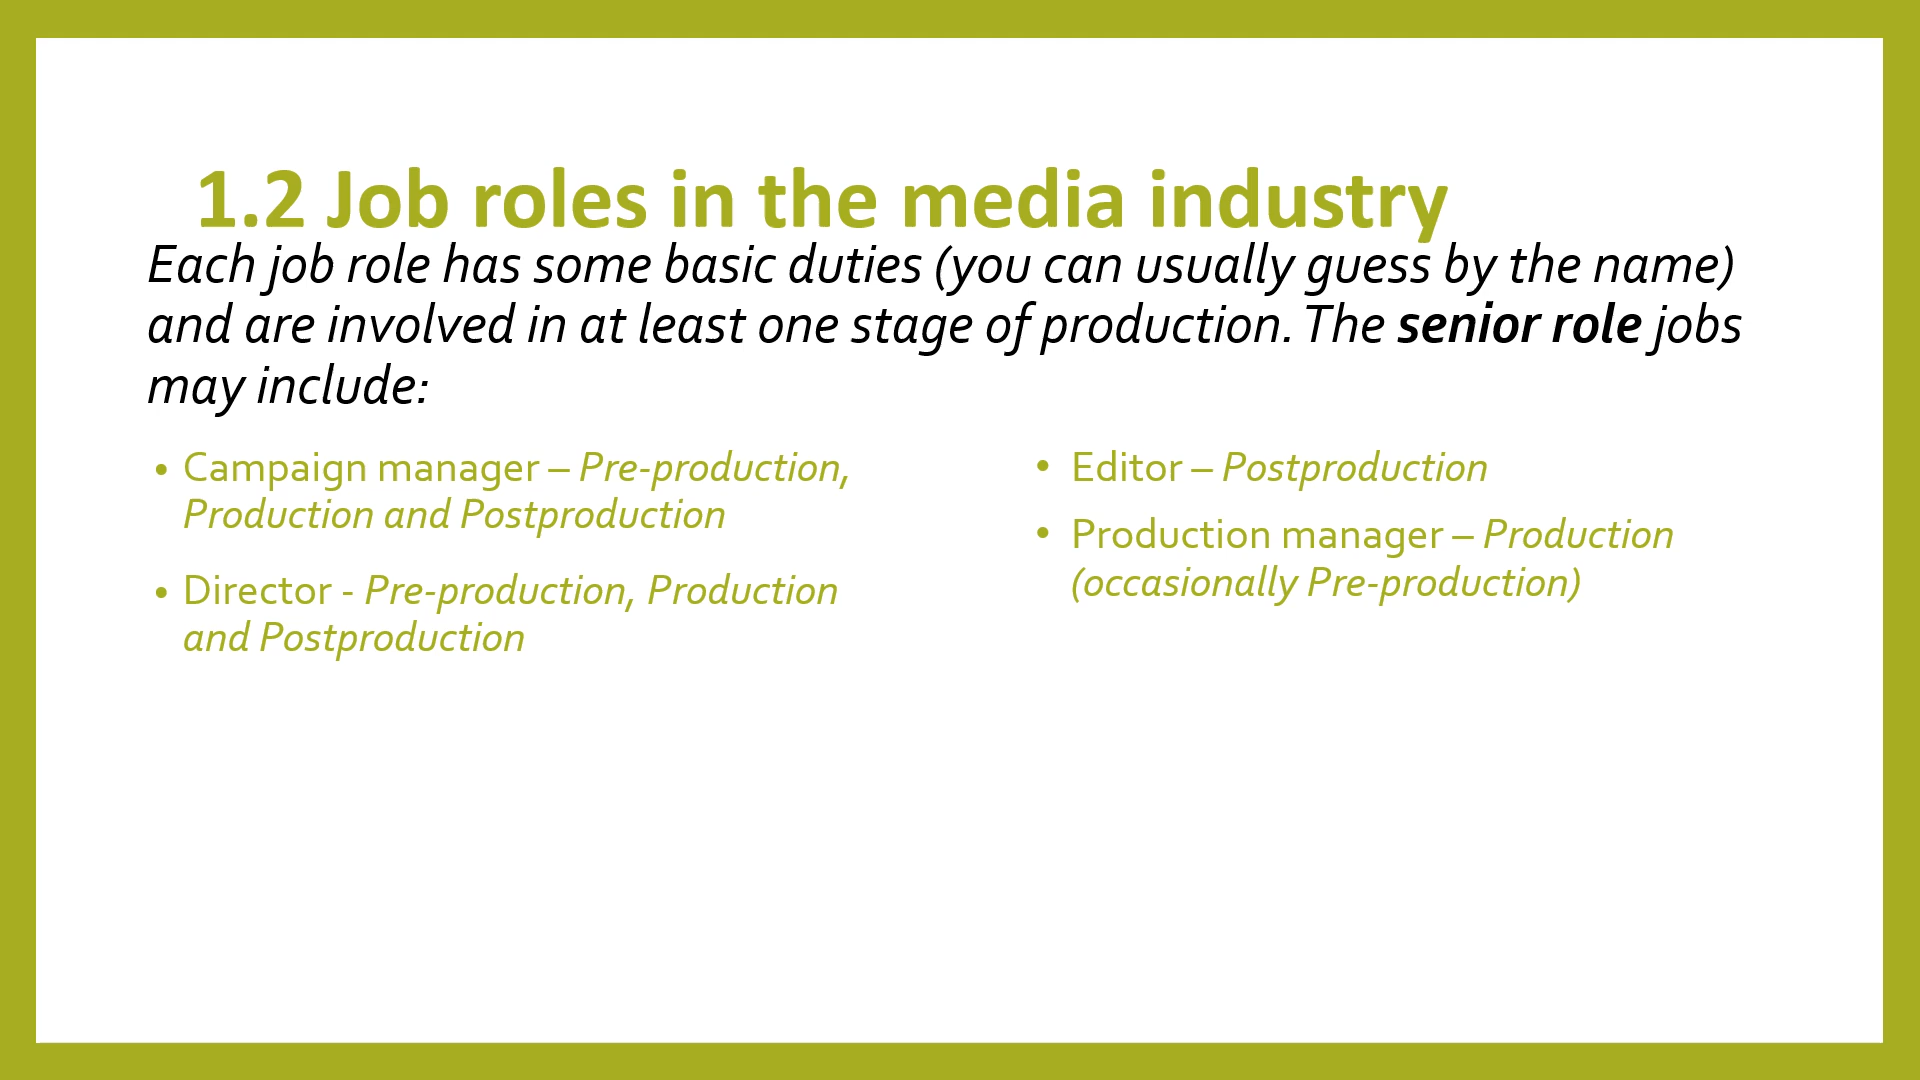 1.2 Job roles in the media industry
Each job role has some basic duties (you can usually guess by the name)
and are involved in at least one stage of production. The senior role jobs
may include:
• Campaign manager – Pre-production,
Production and Postproduction
• Director - Pre-production, Production
and Postproduction
• Editor – Postproduction
• Production manager – Production
(occasionally Pre-production)